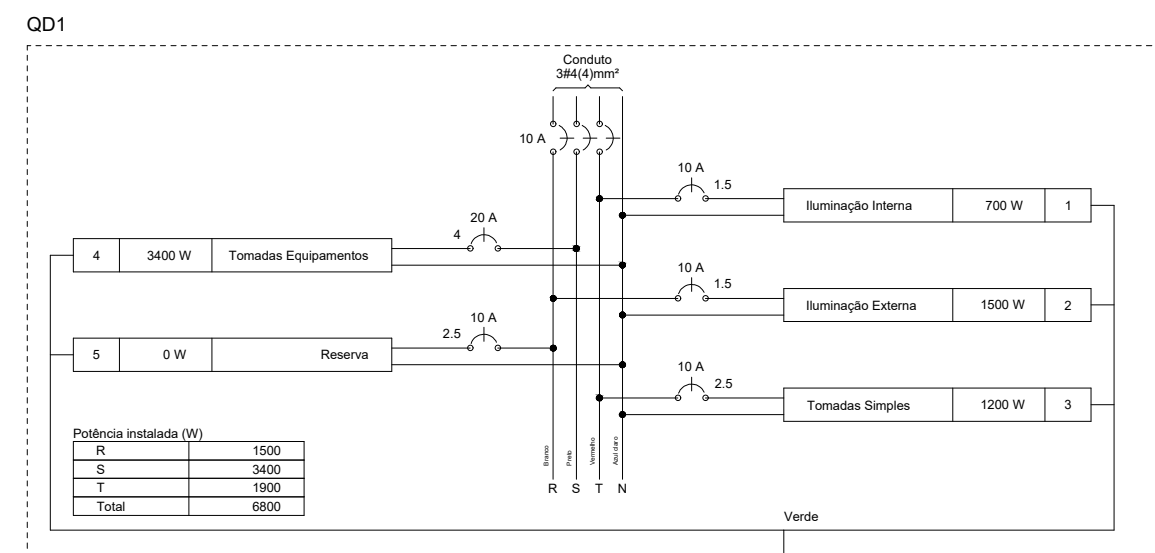 QD1
Conduto
3#4(4)mm²
10 A
10 A
1.5
Iluminação Interna 700 W 1
20 A
4
4 3400 W Tomadas Equipamentos
10 A
1.5
Iluminação Externa 1500 W 2
10 A
2.5
5 0 W Reserva
10 A
2.5
Tomadas Simples 1200 W 3
Potência instalada (W)
R 1500
S 3400
T 1900
Total 6800
Branco
Preto
Vermelho
Azul claro
R S T N
Verde